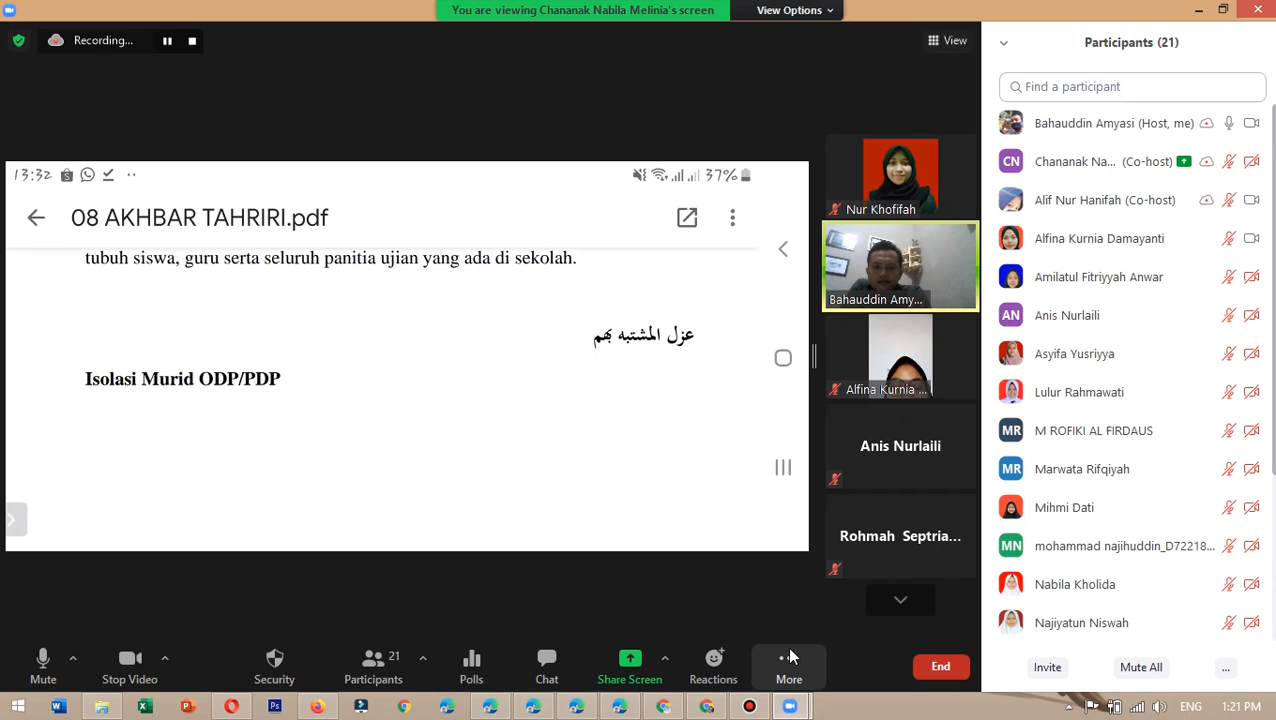 You are viewing Chananak Nabila Melinia's screen
View Options
Recording...
View
13:32
37%
08 AKHBAR TAHRIRI.pdf
tubuh siswa, guru serta seluruh panitia ujian yang ada di sekolah.
عزل المشتبه بهم
Isolasi Murid ODP/PDP
Nur Khofifah
Bahauddin Amy...
Alfina Kurnia ...
Anis Nurlaili
Rohmah Septria...
Participants (21)
Find a participant
Bahauddin Amyasi (Host, me)
CN Chananak Na... (Co-host)
Alif Nur Hanifah (Co-host)
Alfina Kurnia Damayanti
Amilatul Fitriyyah Anwar
AN Anis Nurlaili
Asyifa Yusriyya
Lulur Rahmawati
MR M ROFIKI AL FIRDAUS
MR Marwata Rifqiyah
Mihmi Dati
MN mohammad najihuddin_D72218...
Nabila Kholida
Najiyatun Niswah
Invite
Mute All
...
Mute
Stop Video
Security
21
Participants
Polls
Chat
Share Screen
Reactions
More
End
ENG
1:21 PM